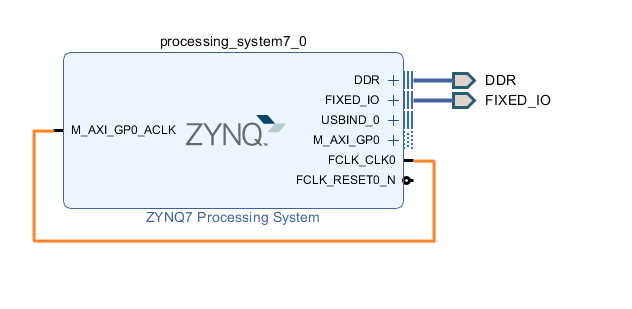 processing_system7_0
DDR
FIXED_IO
USBIND_0
M_AXI_GP0
FCLK_CLK0
FCLK_RESET0_N
M_AXI_GP0_ACLK
ZYNQ
DDR
FIXED_IO
ZYNQ7 Processing System